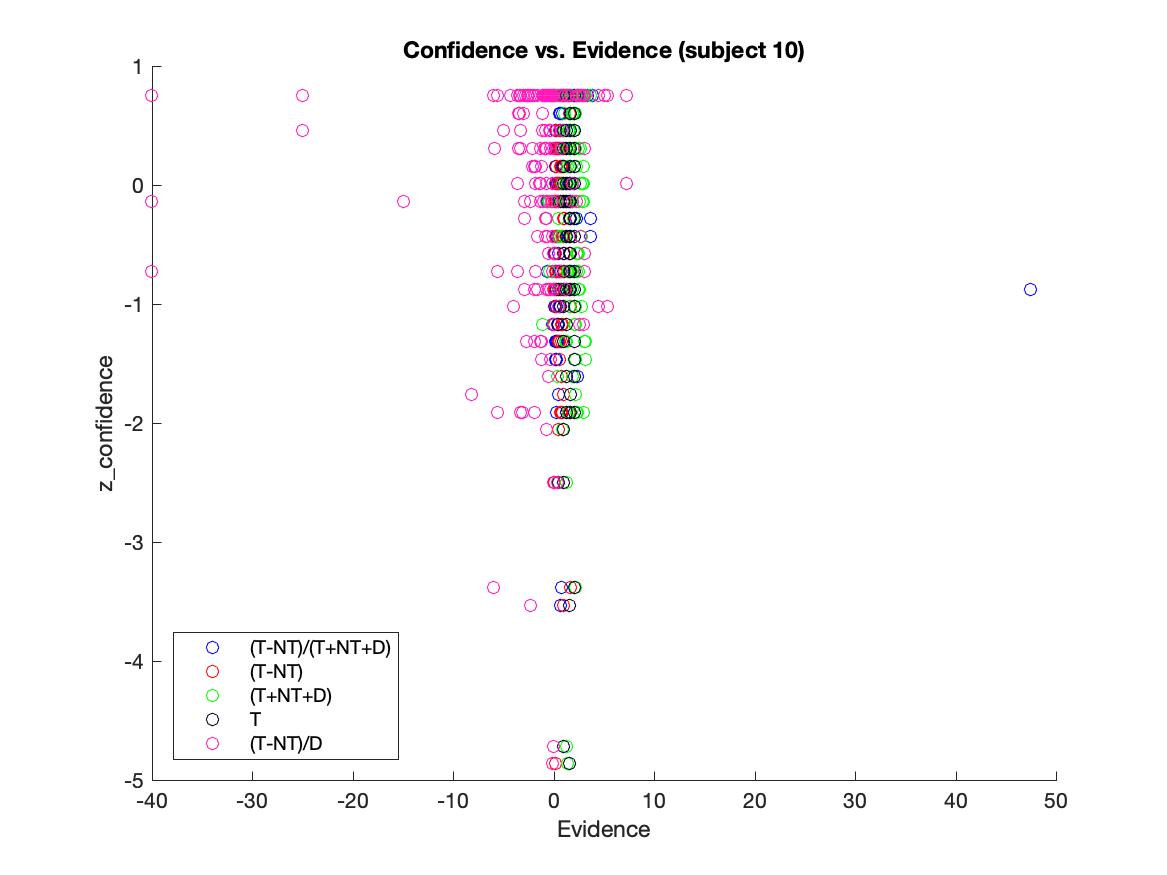 Confidence vs. Evidence (subject 10)
1
0
-1
-2
-3
-4
-5
z_confidence
(T-NT)/(T+NT+D)
(T-NT)
(T+NT+D)
T
(T-NT)/D
-40 -30 -20 -10 0 10 20 30 40 50
Evidence